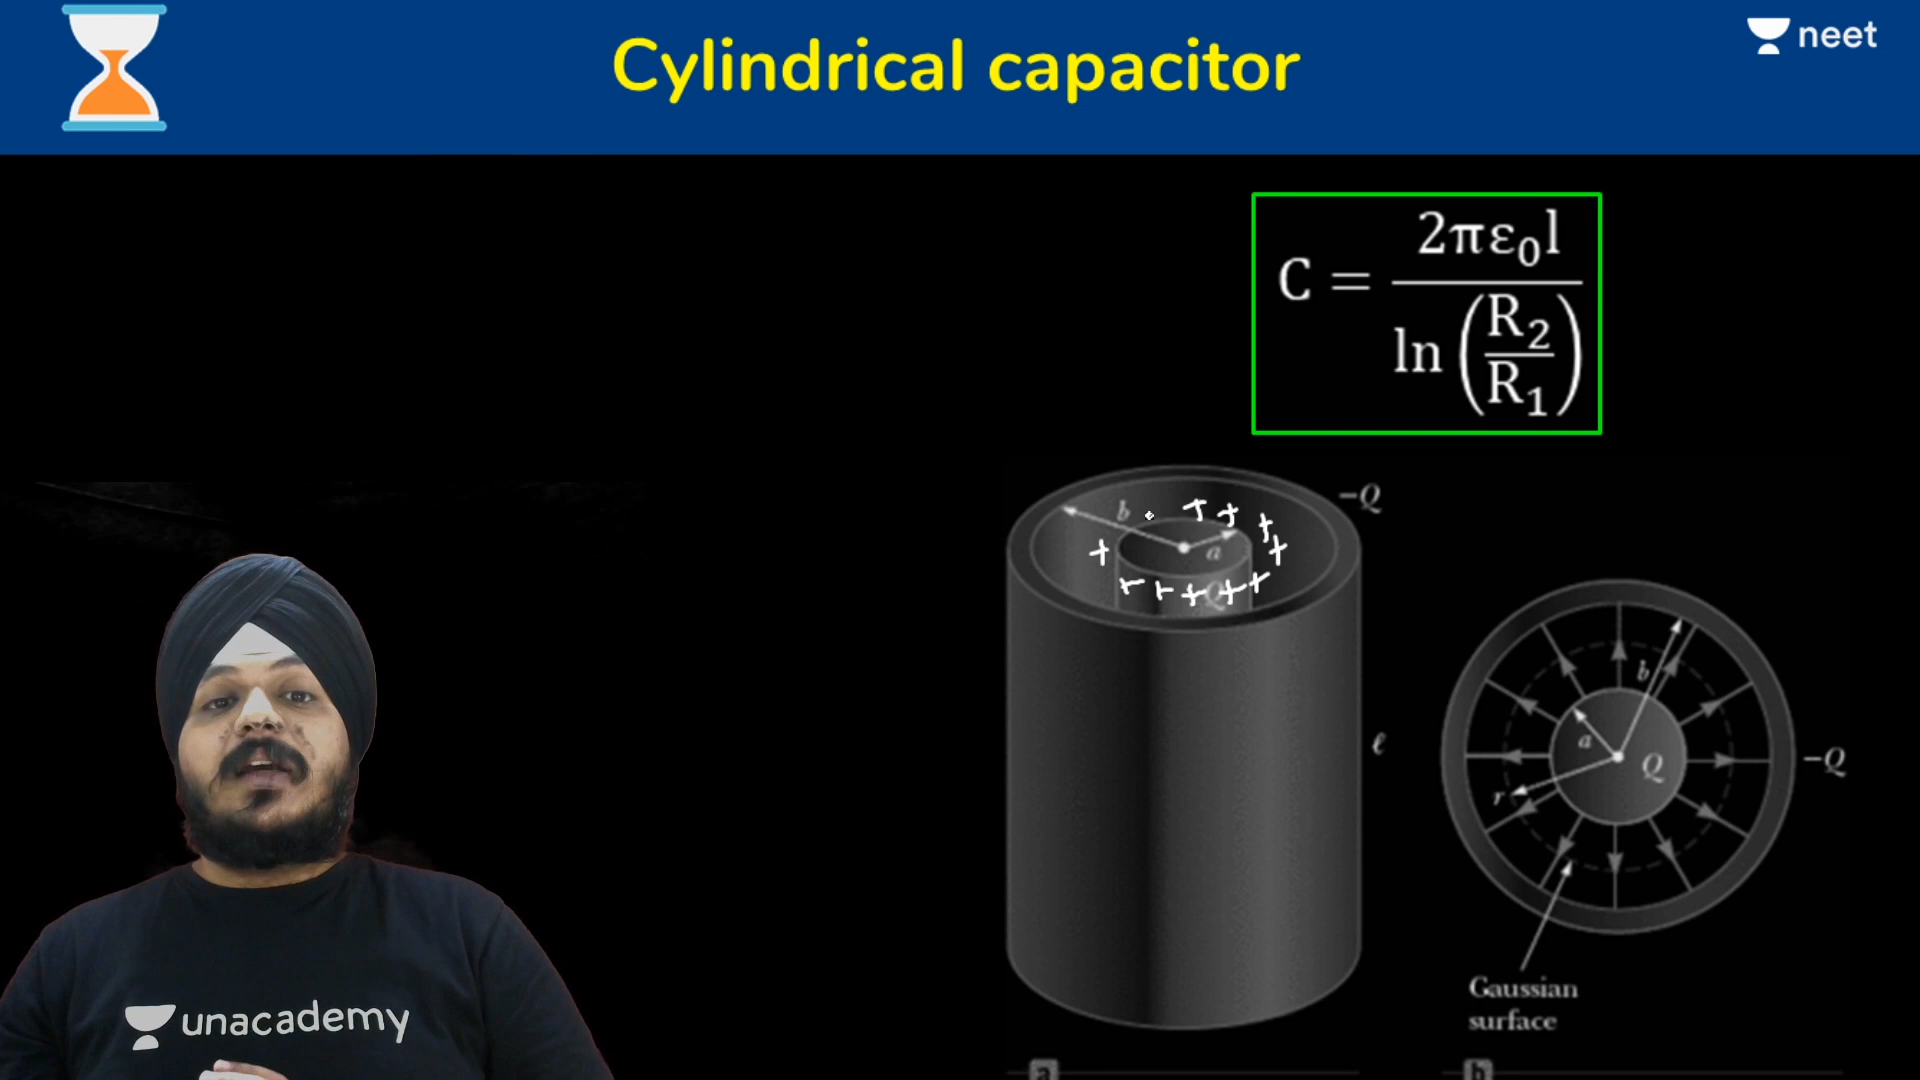 Cylindrical capacitor
neet
C = 2πε₀l / ln(R₂/R₁)
b
a
Q
−Q
ℓ
b
a
Q
r
−Q
Gaussian
surface
a
b
unacademy